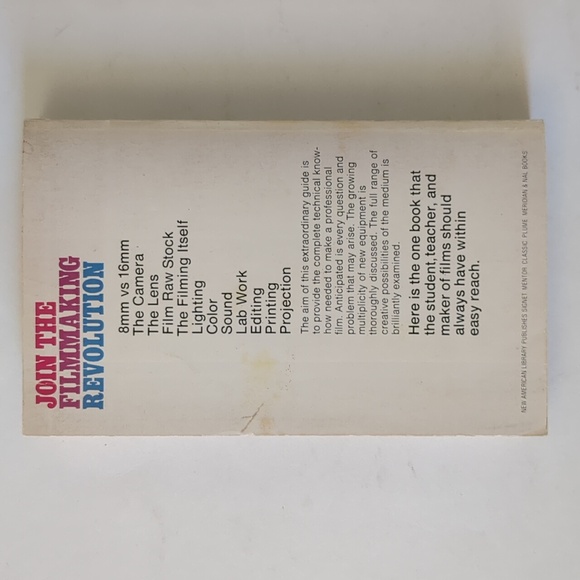 JOIN THE
FILMMAKING
REVOLUTION
8mm vs 16mm
The Camera
The Lens
Film Raw Stock
The Filming Itself
Lighting
Color
Sound
Lab Work
Editing
Printing
Projection
The aim of this extraordinary guide is
to provide the complete technical know-
how needed to make a professional
film. Anticipated is every question and
problem that may arise. The growing
multiplicity of new equipment is
thoroughly discussed. The full range of
creative possibilities of the medium is
brilliantly examined.
Here is the one book that
the student, teacher, and
maker of films should
always have within
easy reach.
NEW AMERICAN LIBRARY PUBLISHES SIGNET, MENTOR, CLASSIC, PLUME, MERIDIAN & NAL BOOKS